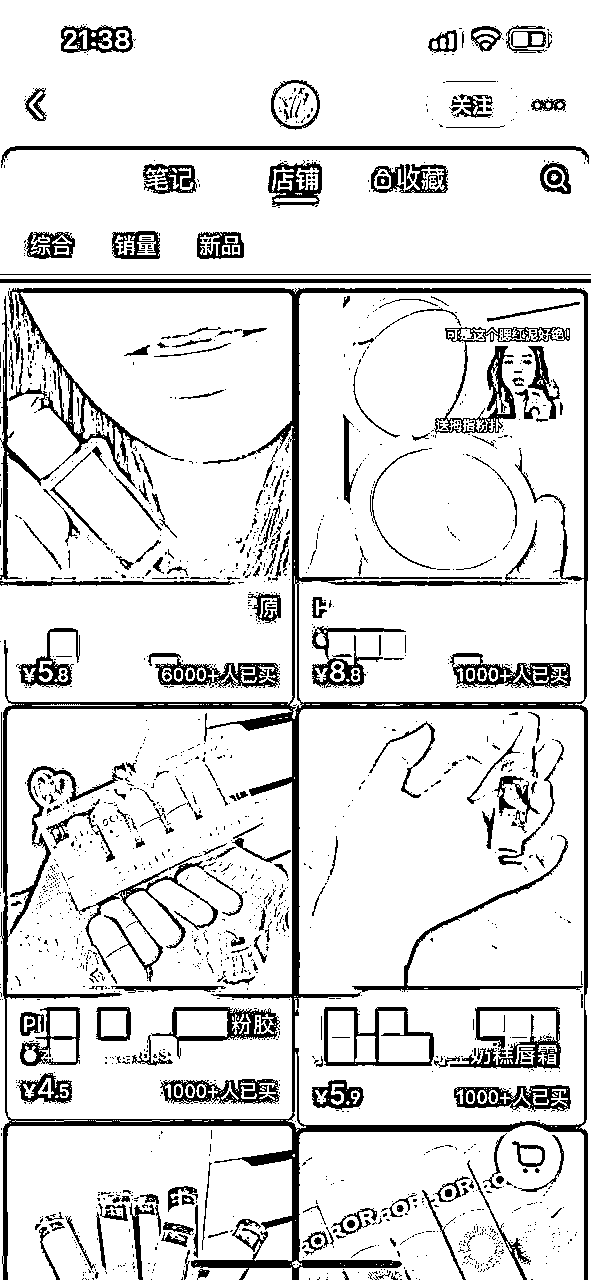 21:38
关注
笔记 店铺 收藏
综合 销量 新品
可是这个腮红泥好绝！
送拇指粉扑
原
¥5.8 6000+人已买
¥8.8 1000+人已买
粉胶
奶糕唇霜
¥4.5 1000+人已买
¥5.9 1000+人已买